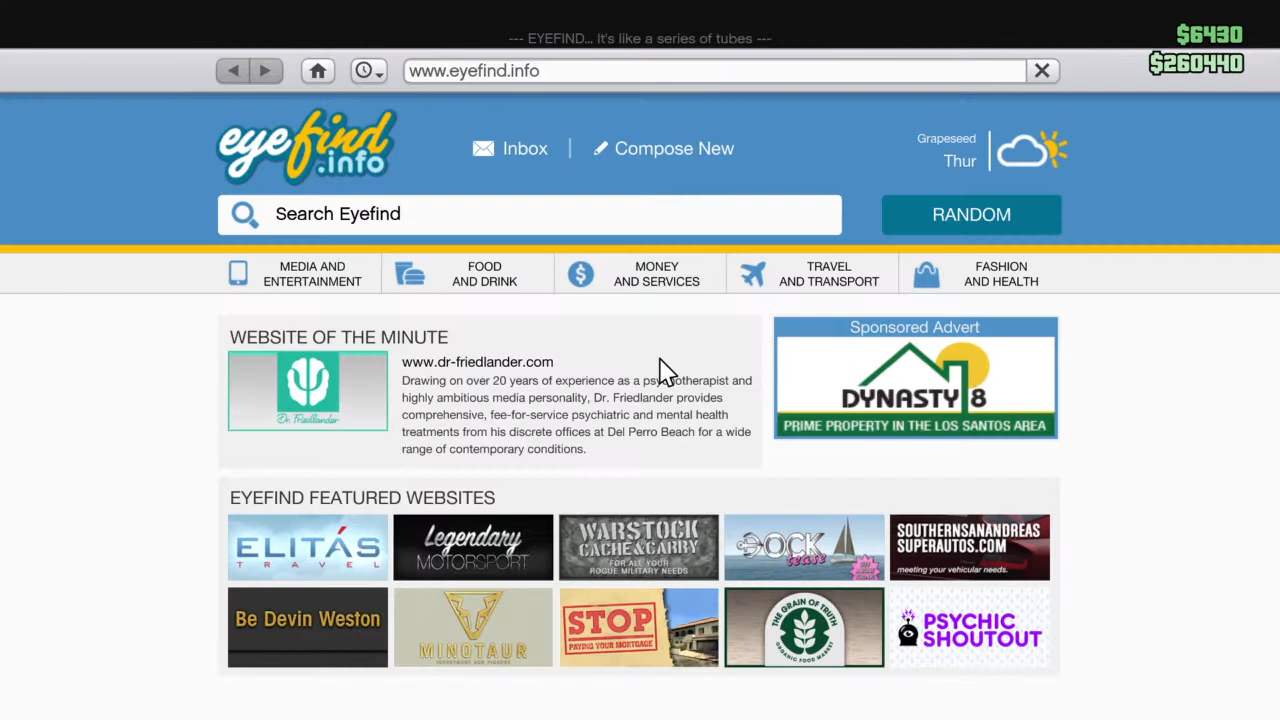 --- EYEFIND... It's like a series of tubes ---
$6430
$260440
www.eyefind.info
eyefind
.info
Inbox
Compose New
Grapeseed
Thur
Search Eyefind
RANDOM
MEDIA AND
ENTERTAINMENT
FOOD
AND DRINK
MONEY
AND SERVICES
TRAVEL
AND TRANSPORT
FASHION
AND HEALTH
WEBSITE OF THE MINUTE
Dr. Friedlander
www.dr-friedlander.com
Drawing on over 20 years of experience as a psychotherapist and
highly ambitious media personality, Dr. Friedlander provides
comprehensive, fee-for-service psychiatric and mental health
treatments from his discrete offices at Del Perro Beach for a wide
range of contemporary conditions.
Sponsored Advert
DYNASTY 8
PRIME PROPERTY IN THE LOS SANTOS AREA
EYEFIND FEATURED WEBSITES
ELITÁS
TRAVEL
Legendary
MOTORSPORT
WARSTOCK
CACHE & CARRY
FOR ALL YOUR
ROGUE MILITARY NEEDS
DOCK
tease
SOUTHERNSANANDREAS
SUPERAUTOS.COM
meeting your vehicular needs.
Be Devin Weston
MINOTAUR
STOP
PAYING YOUR MORTGAGE
THE GRAIN OF TRUTH
ORGANIC FOOD MARKET
PSYCHIC
SHOUTOUT